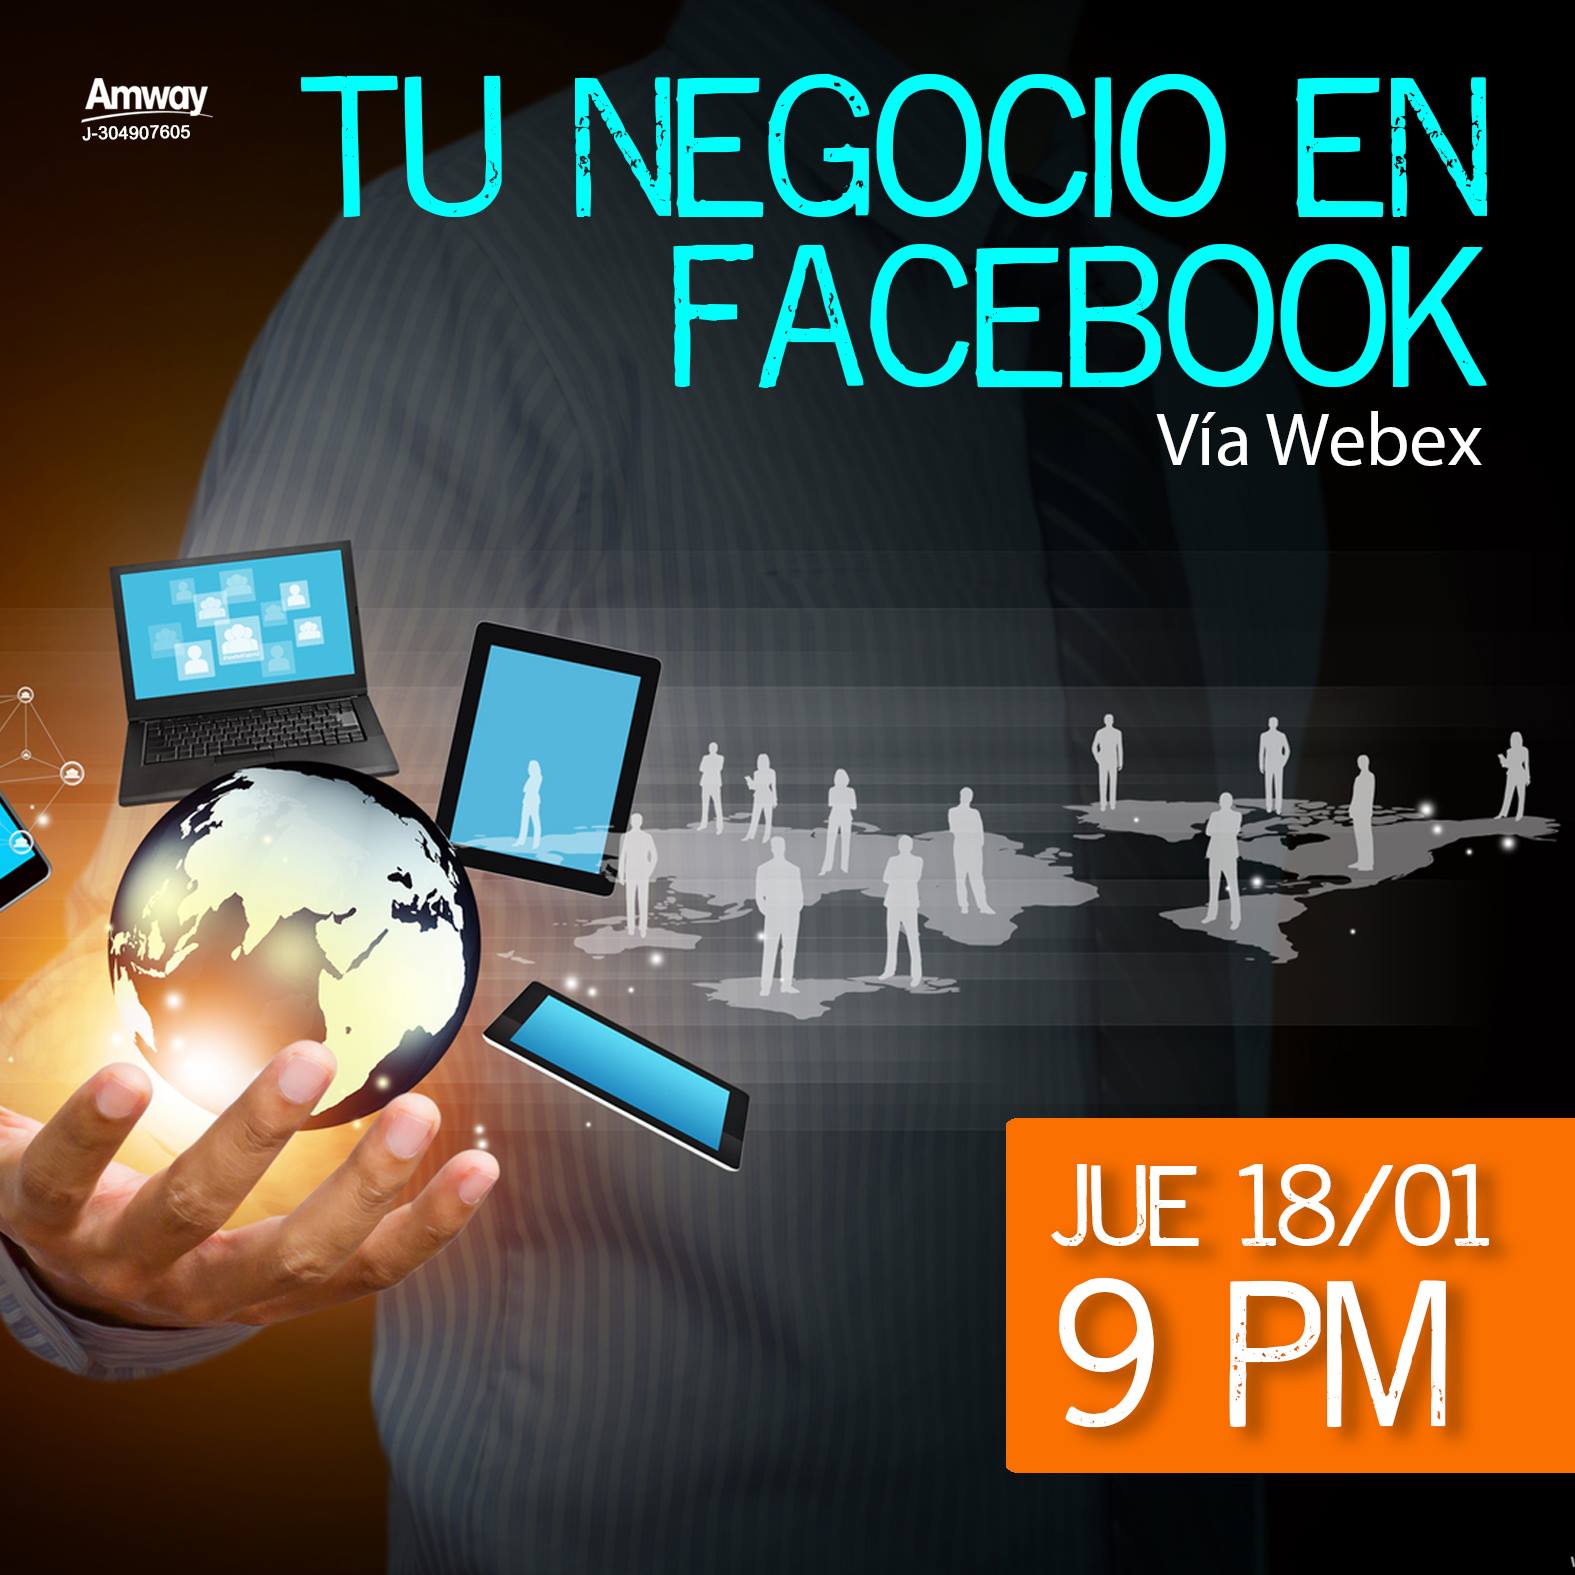 Amway
J-304907605
TU NEGOCIO EN
FACEBOOK
Vía Webex
JUE 18/01
9 PM